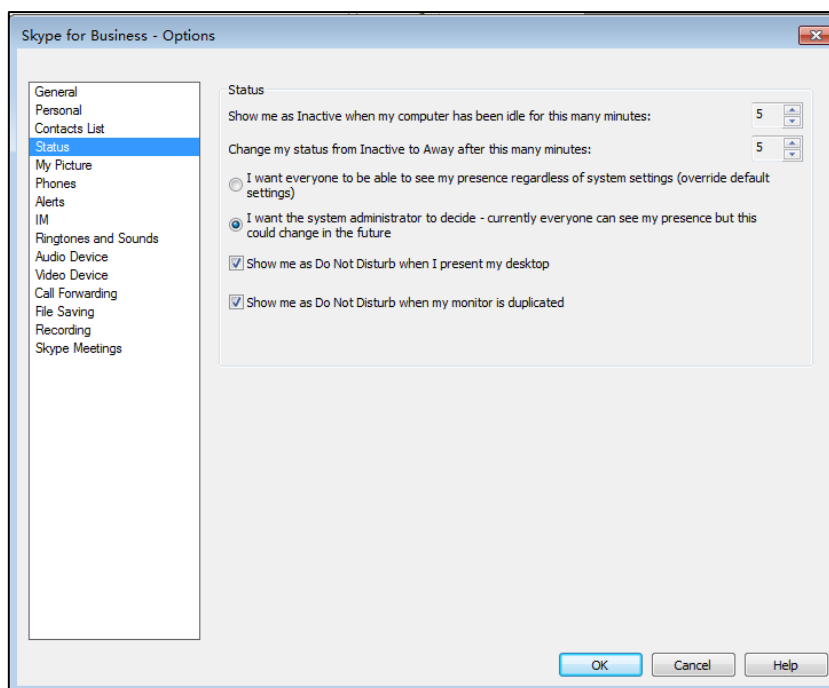 Skype for Business - Options
General
Personal
Contacts List
Status
My Picture
Phones
Alerts
IM
Ringtones and Sounds
Audio Device
Video Device
Call Forwarding
File Saving
Recording
Skype Meetings
Status
Show me as Inactive when my computer has been idle for this many minutes: 5
Change my status from Inactive to Away after this many minutes: 5
I want everyone to be able to see my presence regardless of system settings (override default
settings)
I want the system administrator to decide - currently everyone can see my presence but this
could change in the future
Show me as Do Not Disturb when I present my desktop
Show me as Do Not Disturb when my monitor is duplicated
OK Cancel Help